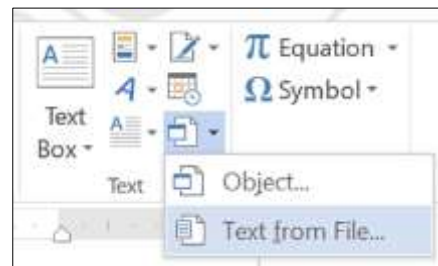 π Equation
Ω Symbol
Text
Box
Text
Object...
Text from File...